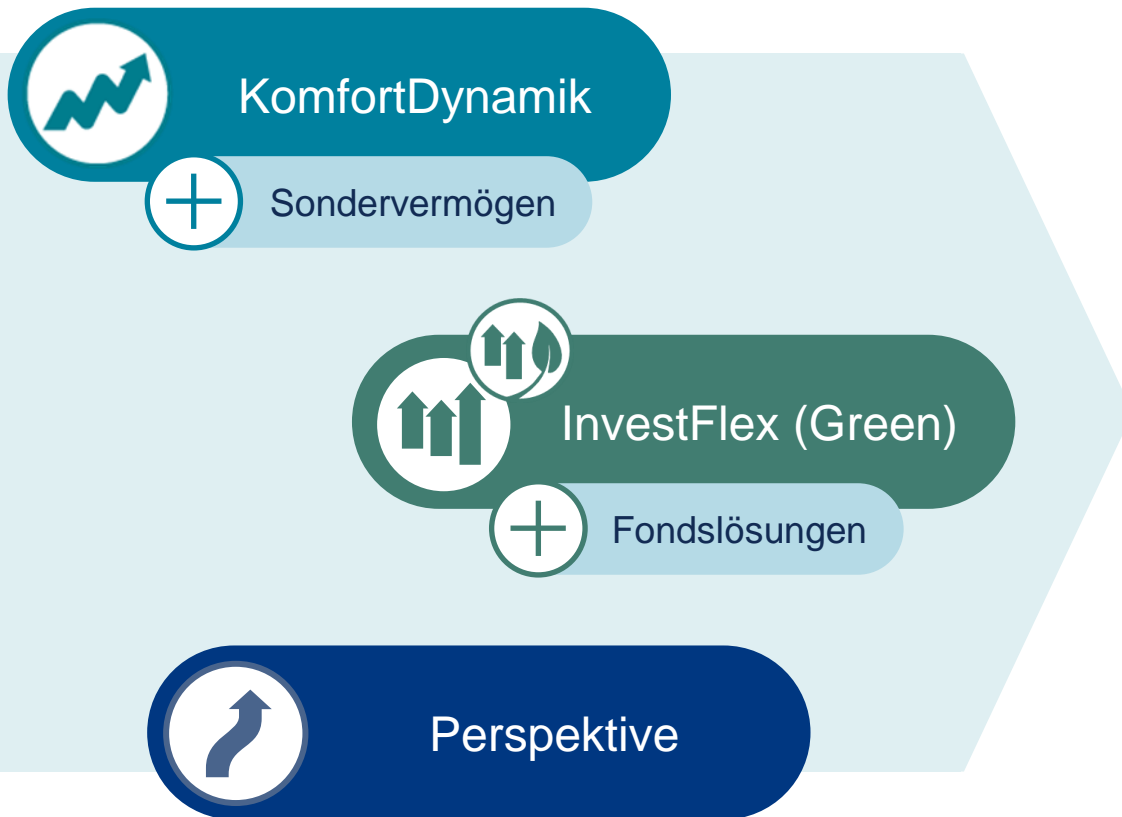 KomfortDynamik
Sondervermögen
InvestFlex (Green)
Fondslösungen
Perspektive